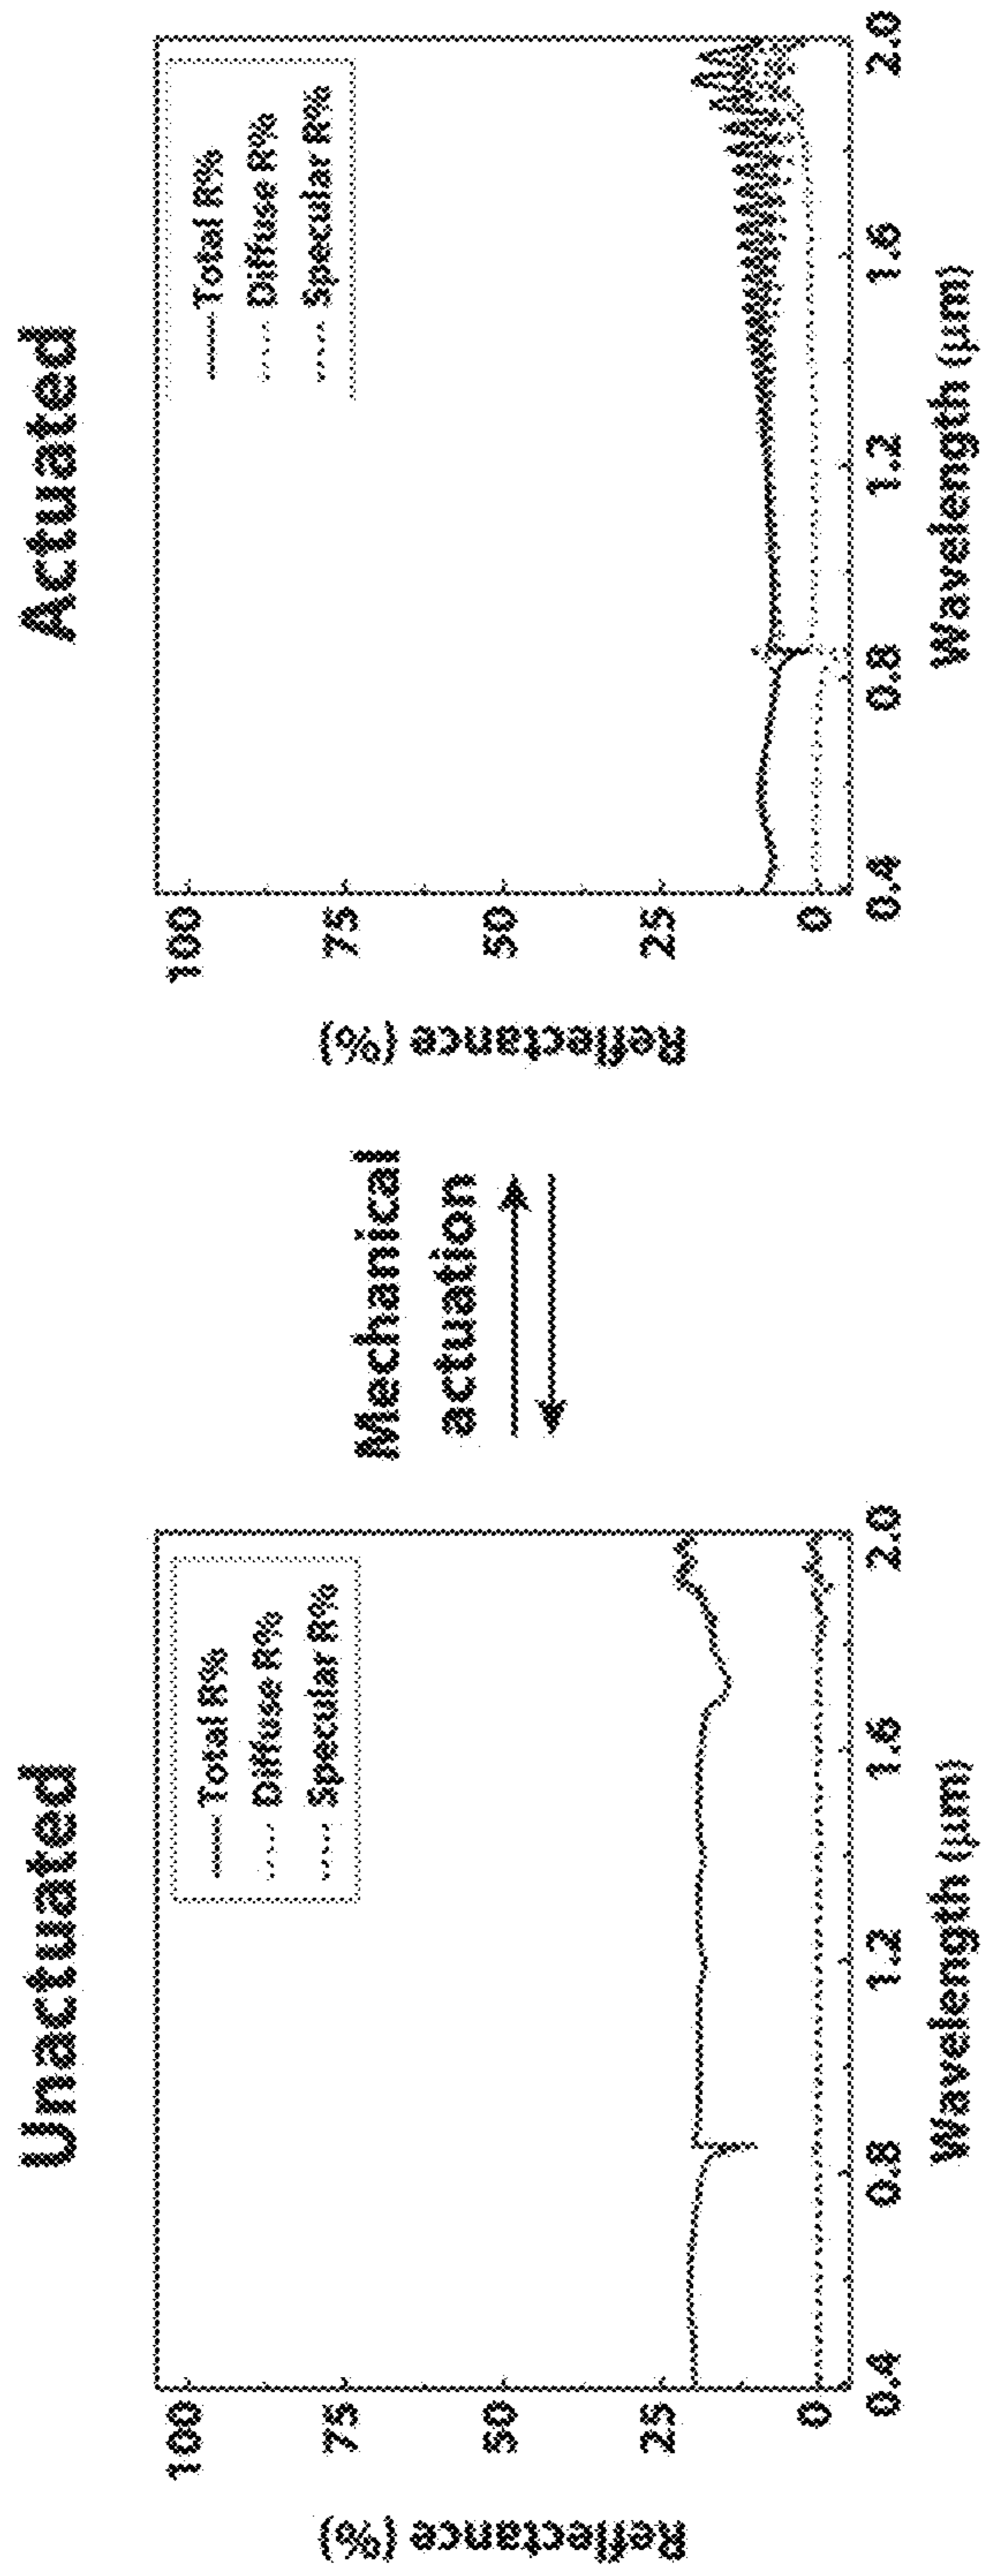 Unactuated
Reflectance (%)
100
75
50
25
0
Total R%
Diffuse R%
Specular R%
0.4
0.8
1.2
1.6
2.0
Wavelength (μm)
Mechanical
actuation
Actuated
Reflectance (%)
100
75
50
25
0
Total R%
Diffuse R%
Specular R%
0.4
0.8
1.2
1.6
2.0
Wavelength (μm)